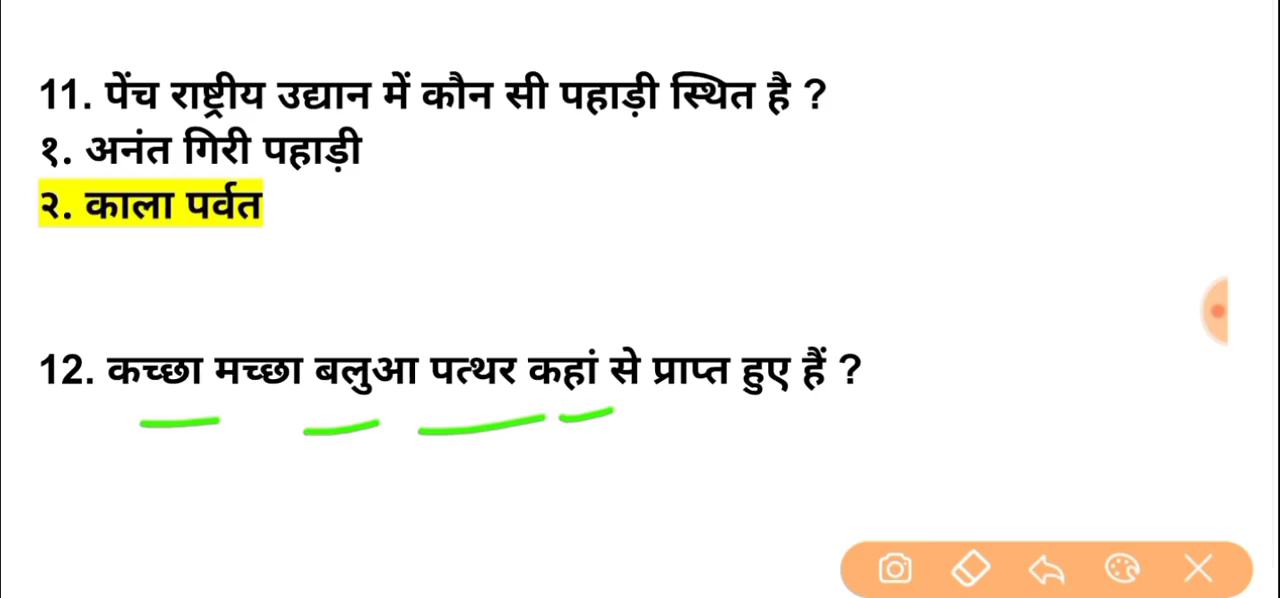 11. पेंच राष्ट्रीय उद्यान में कौन सी पहाड़ी स्थित है ?
१. अनंत गिरी पहाड़ी
२. काला पर्वत
12. कच्छा मच्छा बलुआ पत्थर कहां से प्राप्त हुए हैं ?